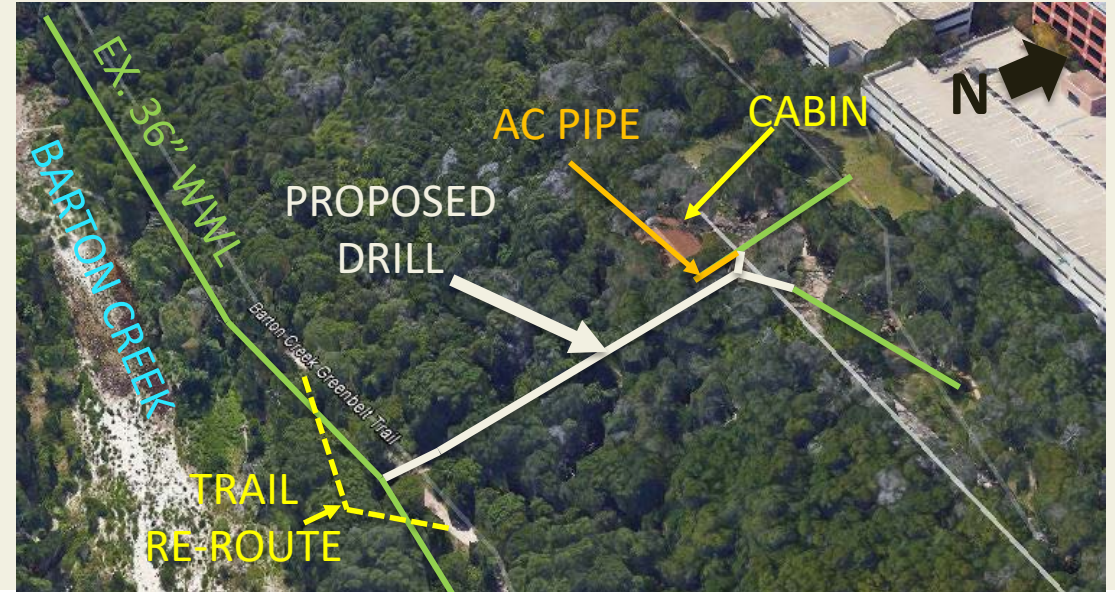 EX. 36” WWL
BARTON CREEK
AC PIPE
CABIN
N
PROPOSED
DRILL
Barton Creek Greenbelt Trail
TRAIL
RE-ROUTE